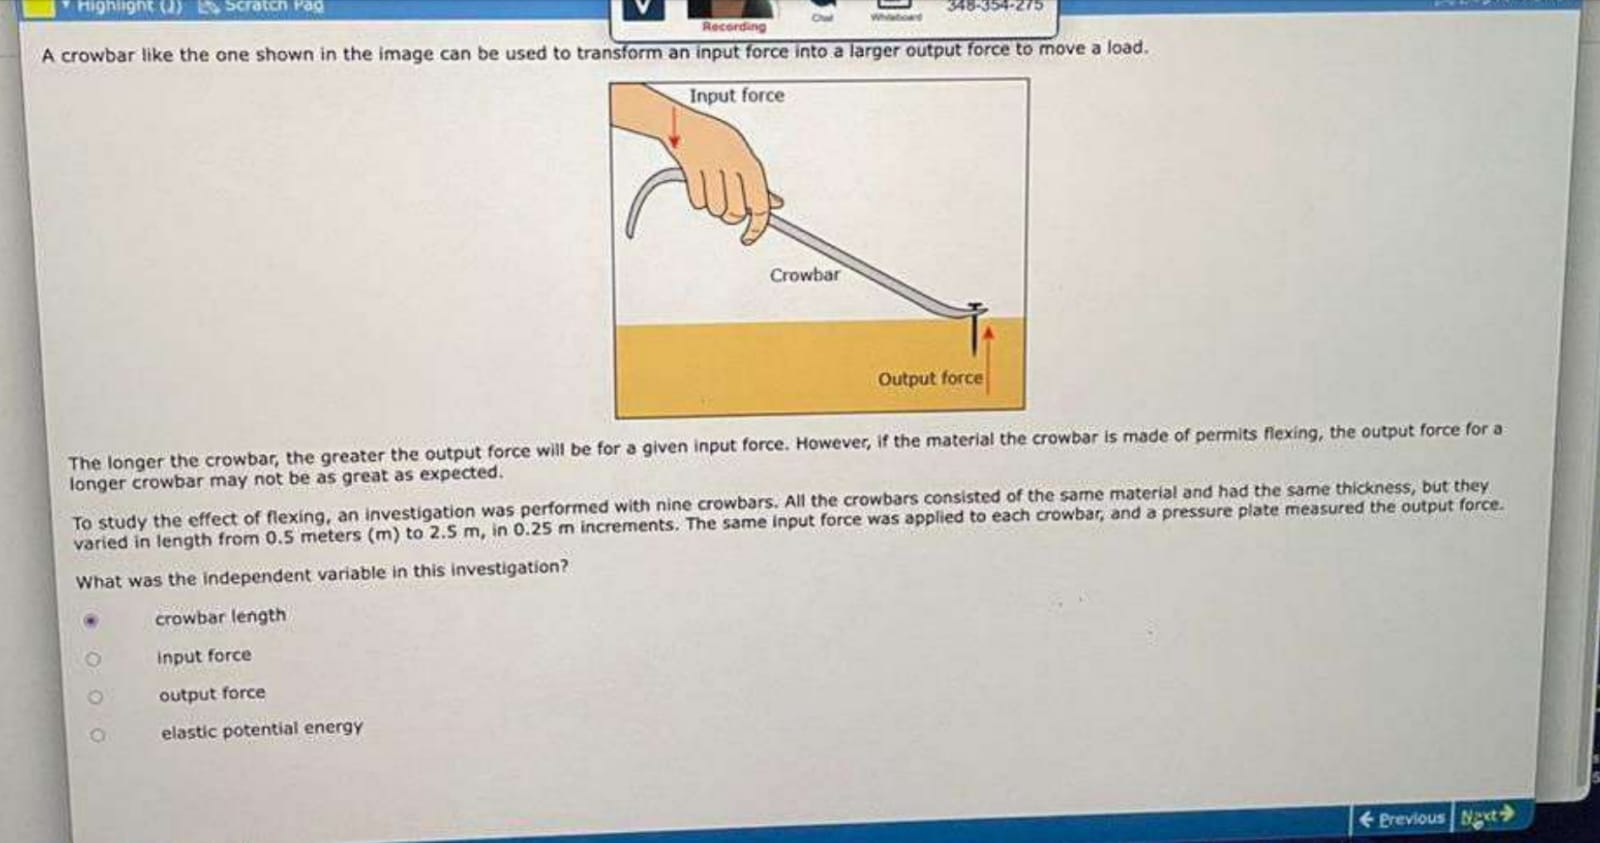 Highlight (J) Scratch Pad
Recording
Chat
Whiteboard
348-354-275
A crowbar like the one shown in the image can be used to transform an input force into a larger output force to move a load.
Input force
Crowbar
Output force
The longer the crowbar, the greater the output force will be for a given input force. However, if the material the crowbar is made of permits flexing, the output force for a
longer crowbar may not be as great as expected.
To study the effect of flexing, an investigation was performed with nine crowbars. All the crowbars consisted of the same material and had the same thickness, but they
varied in length from 0.5 meters (m) to 2.5 m, in 0.25 m increments. The same input force was applied to each crowbar, and a pressure plate measured the output force.
What was the independent variable in this investigation?
crowbar length
input force
output force
elastic potential energy
Previous
Next